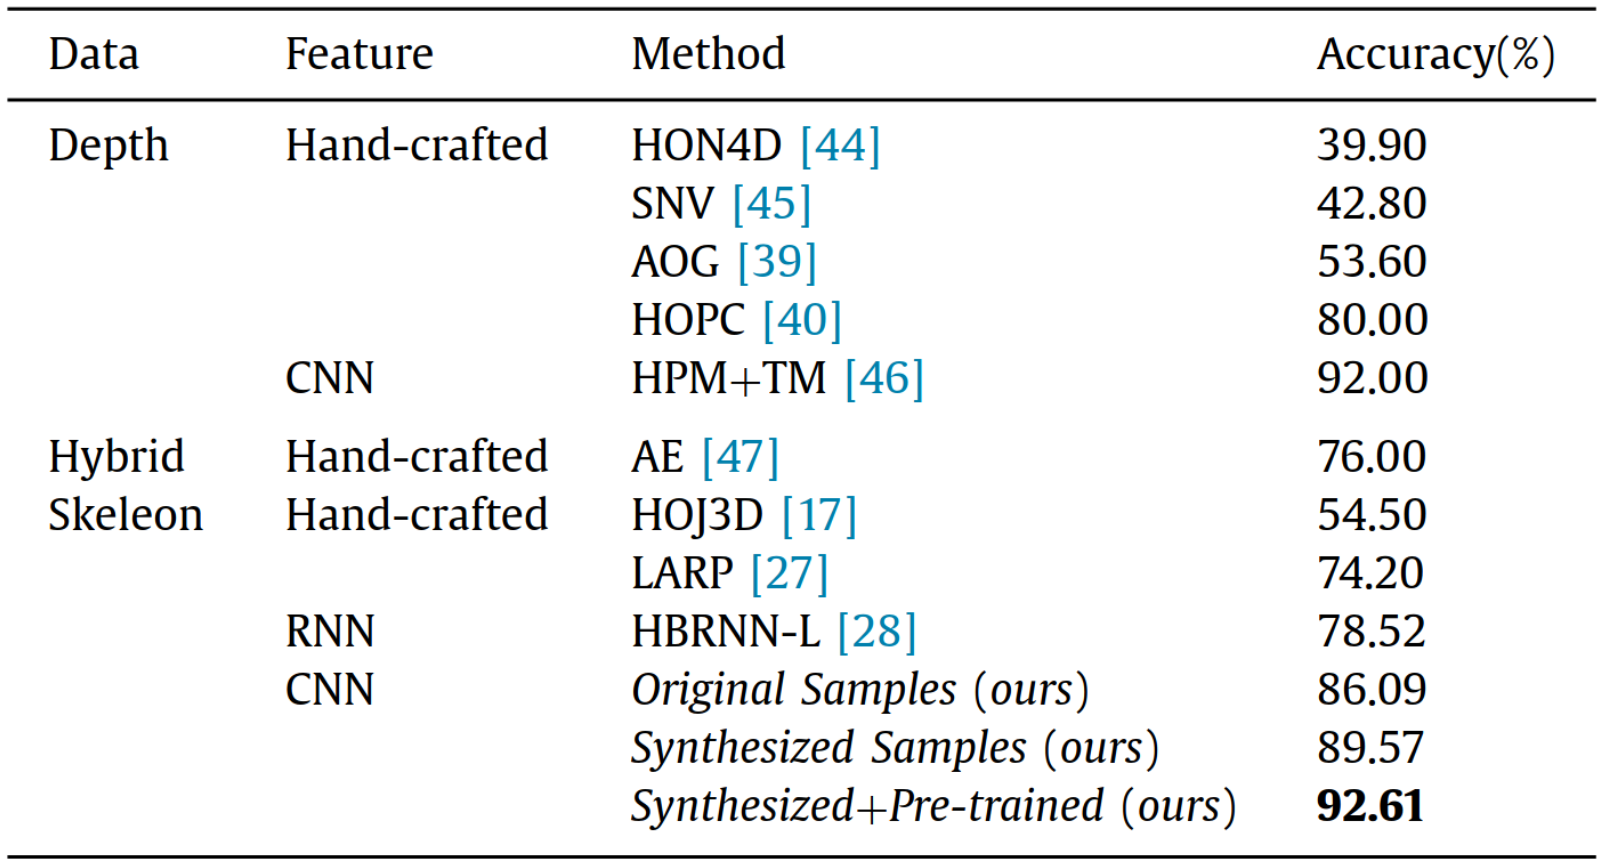 Data Feature Method Accuracy(%)
Depth Hand-crafted HON4D [44] 39.90
SNV [45] 42.80
AOG [39] 53.60
HOPC [40] 80.00
CNN HPM+TM [46] 92.00
Hybrid Hand-crafted AE [47] 76.00
Skeleon Hand-crafted HOJ3D [17] 54.50
LARP [27] 74.20
RNN HBRNN-L [28] 78.52
CNN Original Samples (ours) 86.09
Synthesized Samples (ours) 89.57
Synthesized+Pre-trained (ours) 92.61